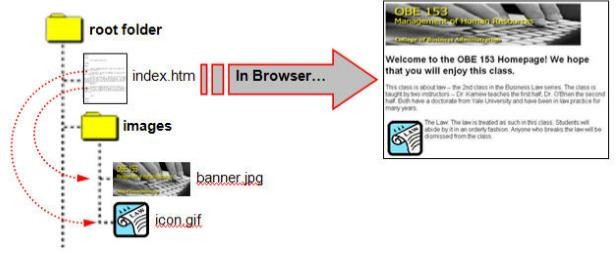 root folder
index.htm
In Browser...
images
banner.jpg
icon.gif
OBE 153
Management of Human Resources
College of Business Administration
Welcome to the OBE 153 Homepage! We hope
that you will enjoy this class.
This class is about law – the 2nd class in the Business Law series. The class is
taught by two instructors – Dr. Kamiew teaches the first half, Dr. O'Brien the second
half. Both have a doctorate from Yale University and have been in law practice for
many years.
The Law: The law is treated as such in this class. Students will
abide by it in an orderly fashion. Anyone who breaks the law will be
dismissed from the class.
LAW
OBE 153
LAW